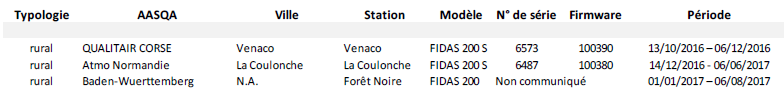 Typologie AASQA Ville Station Modèle N° de série Firmware Période
rural QUALITAIR CORSE Venaco Venaco FIDAS 200 S 6573 100390 13/10/2016 – 06/12/2016
rural Atmo Normandie La Coulonche La Coulonche FIDAS 200 S 6487 100380 14/12/2016 - 06/06/2017
rural Baden-Wuerttemberg N.A. Forêt Noire FIDAS 200 Non communiqué 01/01/2017 – 06/08/2017